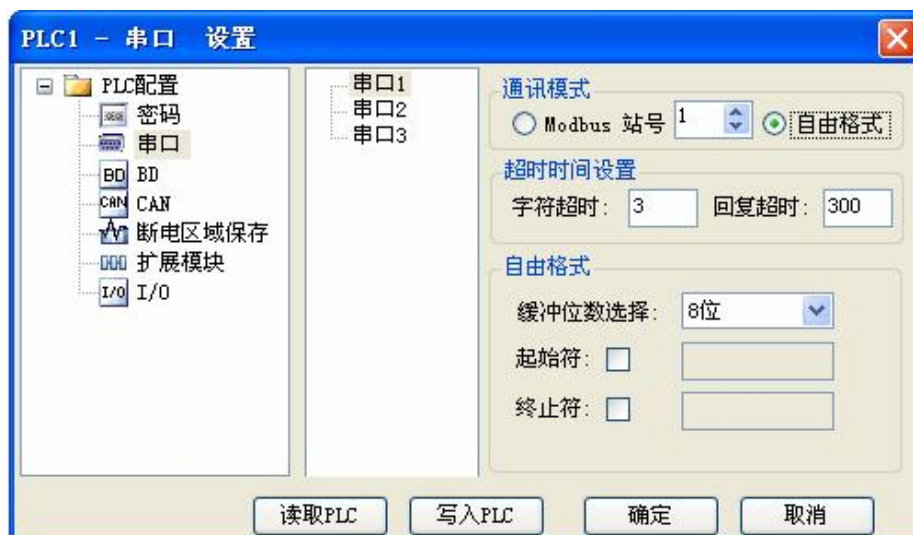 PLC1 - 串口 设置
PLC配置
密码
串口
BD BD
CAN CAN
断电区域保存
扩展模块
I/O I/O
串口1
串口2
串口3
通讯模式
Modbus 站号 1 自由格式
超时时间设置
字符超时: 3 回复超时: 300
自由格式
缓冲位数选择: 8位
起始符:
终止符:
读取PLC 写入PLC 确定 取消